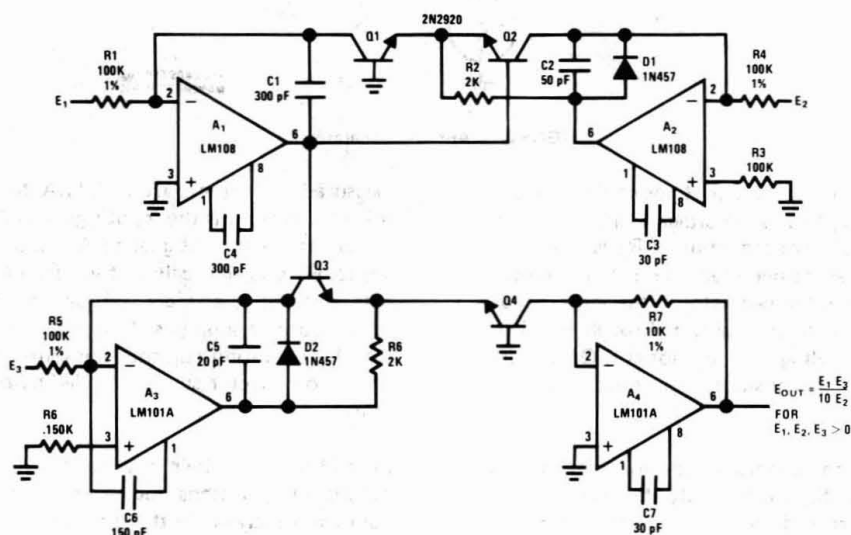 2N2920
Q1
Q2
R1
100K
1%
E1
C1
300 pF
R2
2K
C2
50 pF
D1
1N457
R4
100K
1%
E2
2
3
6
8
1
A1
LM108
C4
300 pF
2
3
6
8
1
A2
LM108
R3
100K
C3
30 pF
Q3
Q4
R5
100K
1%
E3
C5
20 pF
D2
1N457
R6
2K
R7
10K
1%
2
3
6
1
A3
LM101A
R6
.150K
C6
150 pF
2
3
6
8
1
A4
LM101A
C7
30 pF
EOUT = E1 E3
10 E2
FOR
E1, E2, E3 > 0